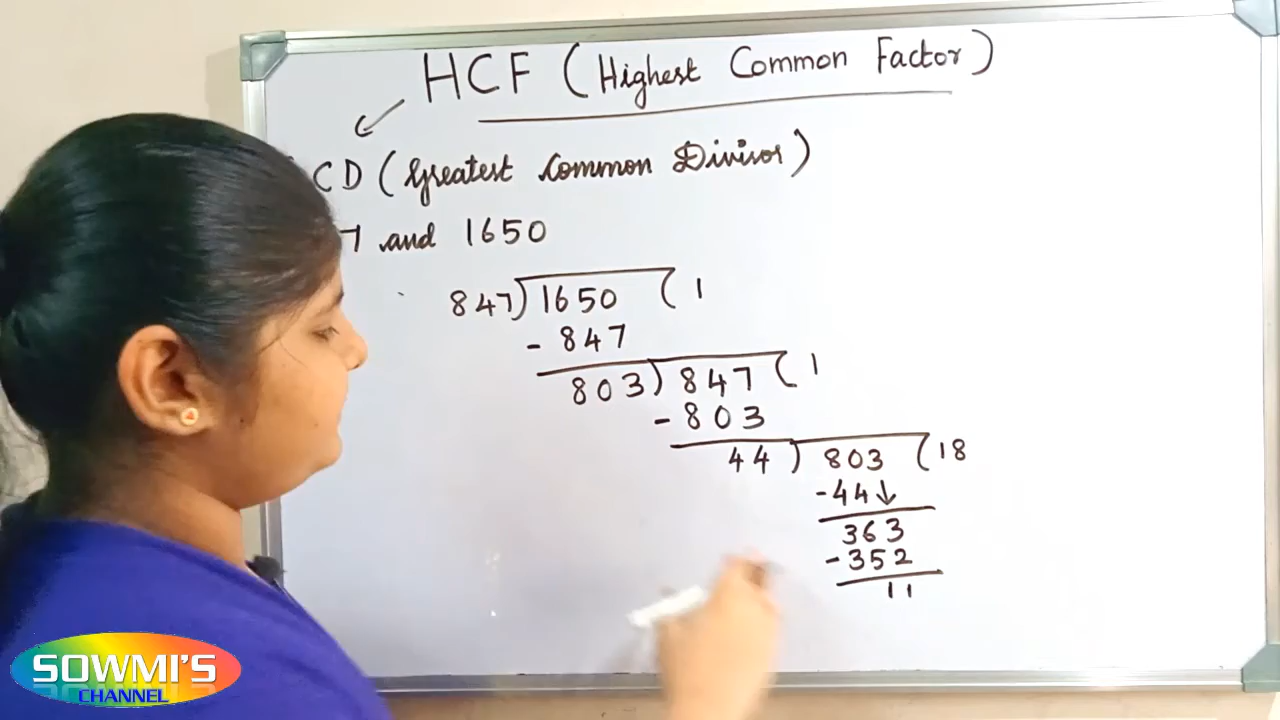 HCF (Highest Common Factor)
CD (Greatest Common Divisor)
7 and 1650
847) 1650 ( 1
- 847
803) 847 ( 1
- 803
44 ) 803 ( 18
- 44 ↓
363
- 352
11
SOWMI'S
CHANNEL